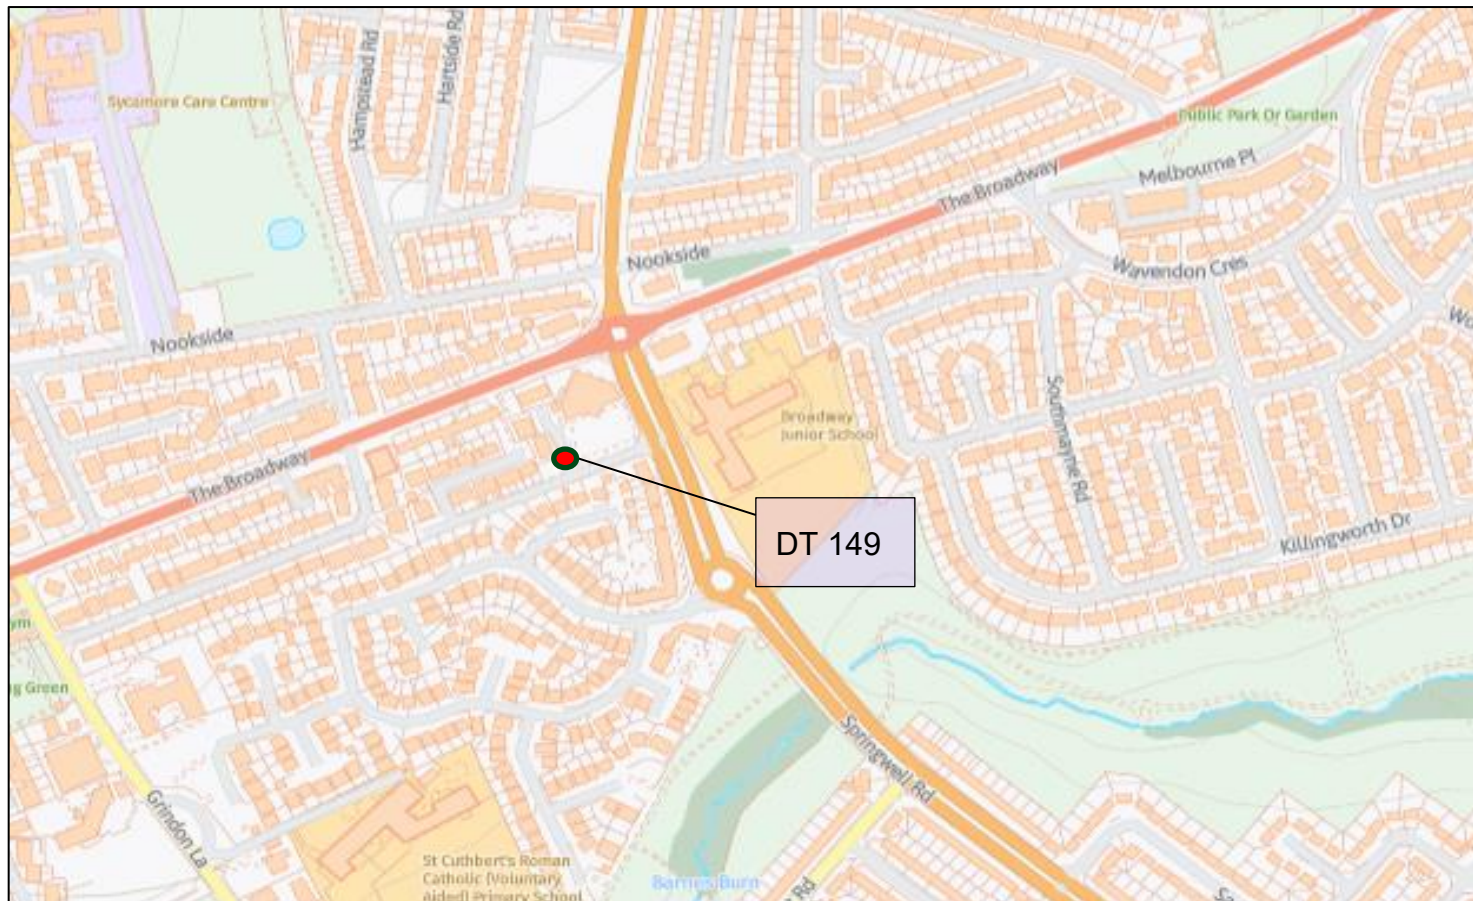 Hampstead Rd
Hartside Rd
Sycamore Care Centre
Public Park Or Garden
Melbourne Pl
The Broadway
Nookside
Wavendon Cres
Nookside
Broadway
Junior School
Southmayne Rd
The Broadway
DT 149
Killingworth Dr
ng Green
Springwell Rd
Grindon La
St Cuthbert's Roman
Catholic (Voluntary
Aided) Primary School
Barnes Burn
Rd